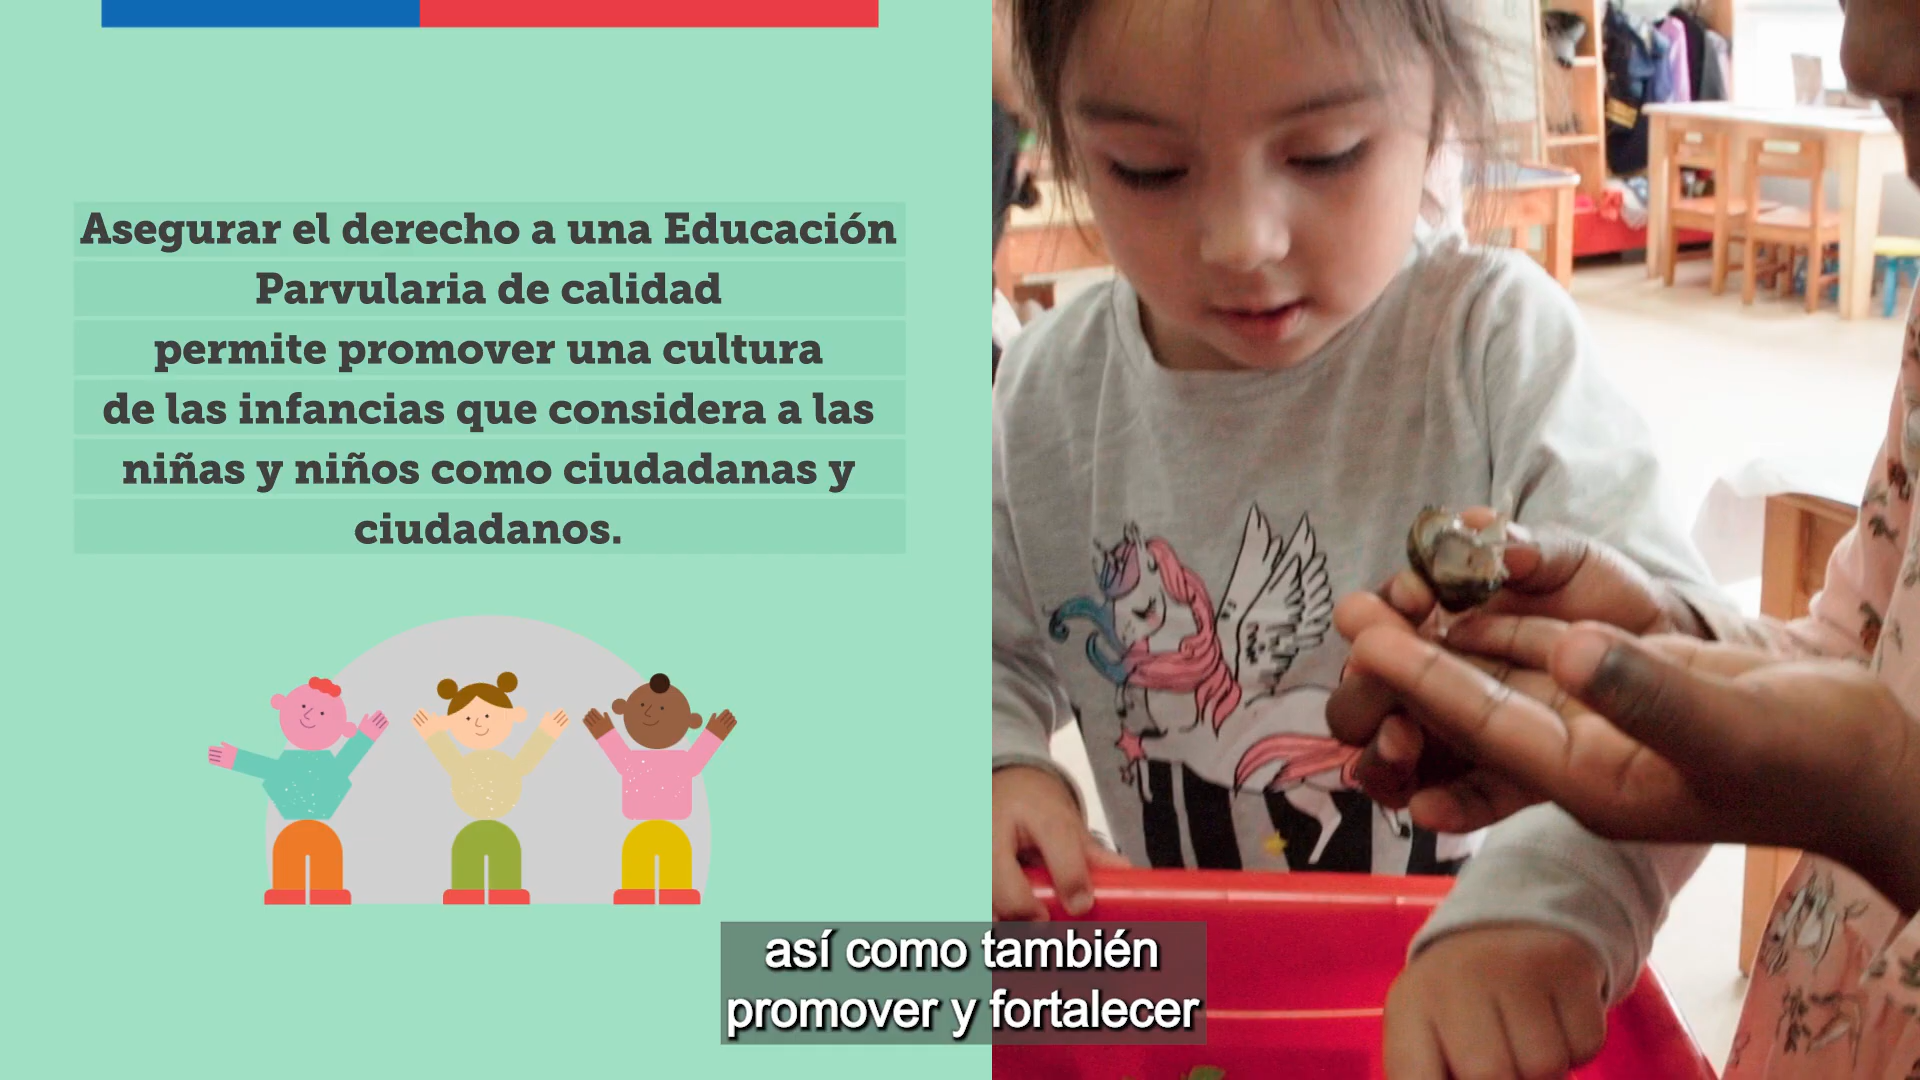 Asegurar el derecho a una Educación
Parvularia de calidad
permite promover una cultura
de las infancias que considera a las
niñas y niños como ciudadanas y
ciudadanos.
así como también
promover y fortalecer